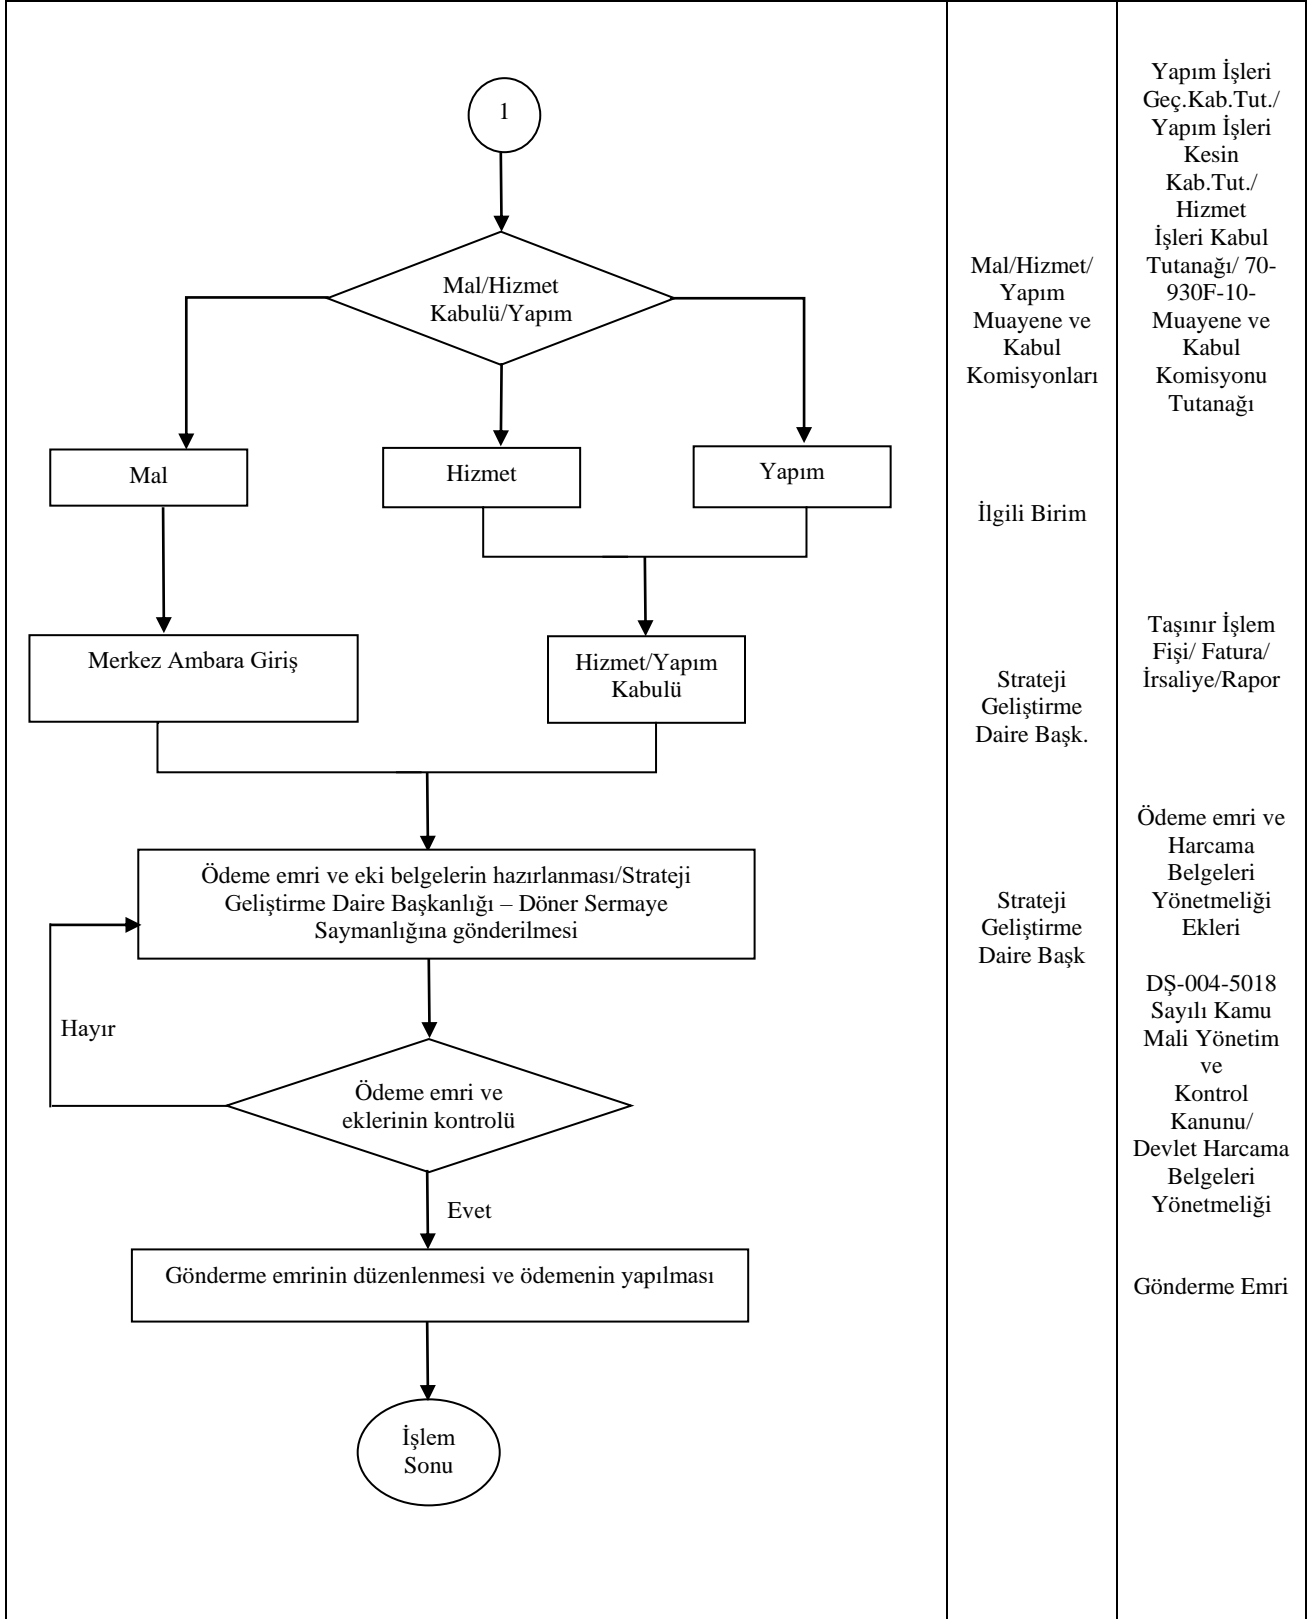 1
Mal/Hizmet
Kabulü/Yapım
Mal
Hizmet
Yapım
Merkez Ambara Giriş
Hizmet/Yapım
Kabulü
Ödeme emri ve eki belgelerin hazırlanması/Strateji
Geliştirme Daire Başkanlığı – Döner Sermaye
Saymanlığına gönderilmesi
Hayır
Ödeme emri ve
eklerinin kontrolü
Evet
Gönderme emrinin düzenlenmesi ve ödemenin yapılması
İşlem
Sonu
Mal/Hizmet/
Yapım
Muayene ve
Kabul
Komisyonları
İlgili Birim
Strateji
Geliştirme
Daire Başk.
Strateji
Geliştirme
Daire Başk
Yapım İşleri
Geç.Kab.Tut./
Yapım İşleri
Kesin
Kab.Tut./
Hizmet
İşleri Kabul
Tutanağı/ 70-
930F-10-
Muayene ve
Kabul
Komisyonu
Tutanağı
Taşınır İşlem
Fişi/ Fatura/
İrsaliye/Rapor
Ödeme emri ve
Harcama
Belgeleri
Yönetmeliği
Ekleri
DŞ-004-5018
Sayılı Kamu
Mali Yönetim
ve
Kontrol
Kanunu/
Devlet Harcama
Belgeleri
Yönetmeliği
Gönderme Emri